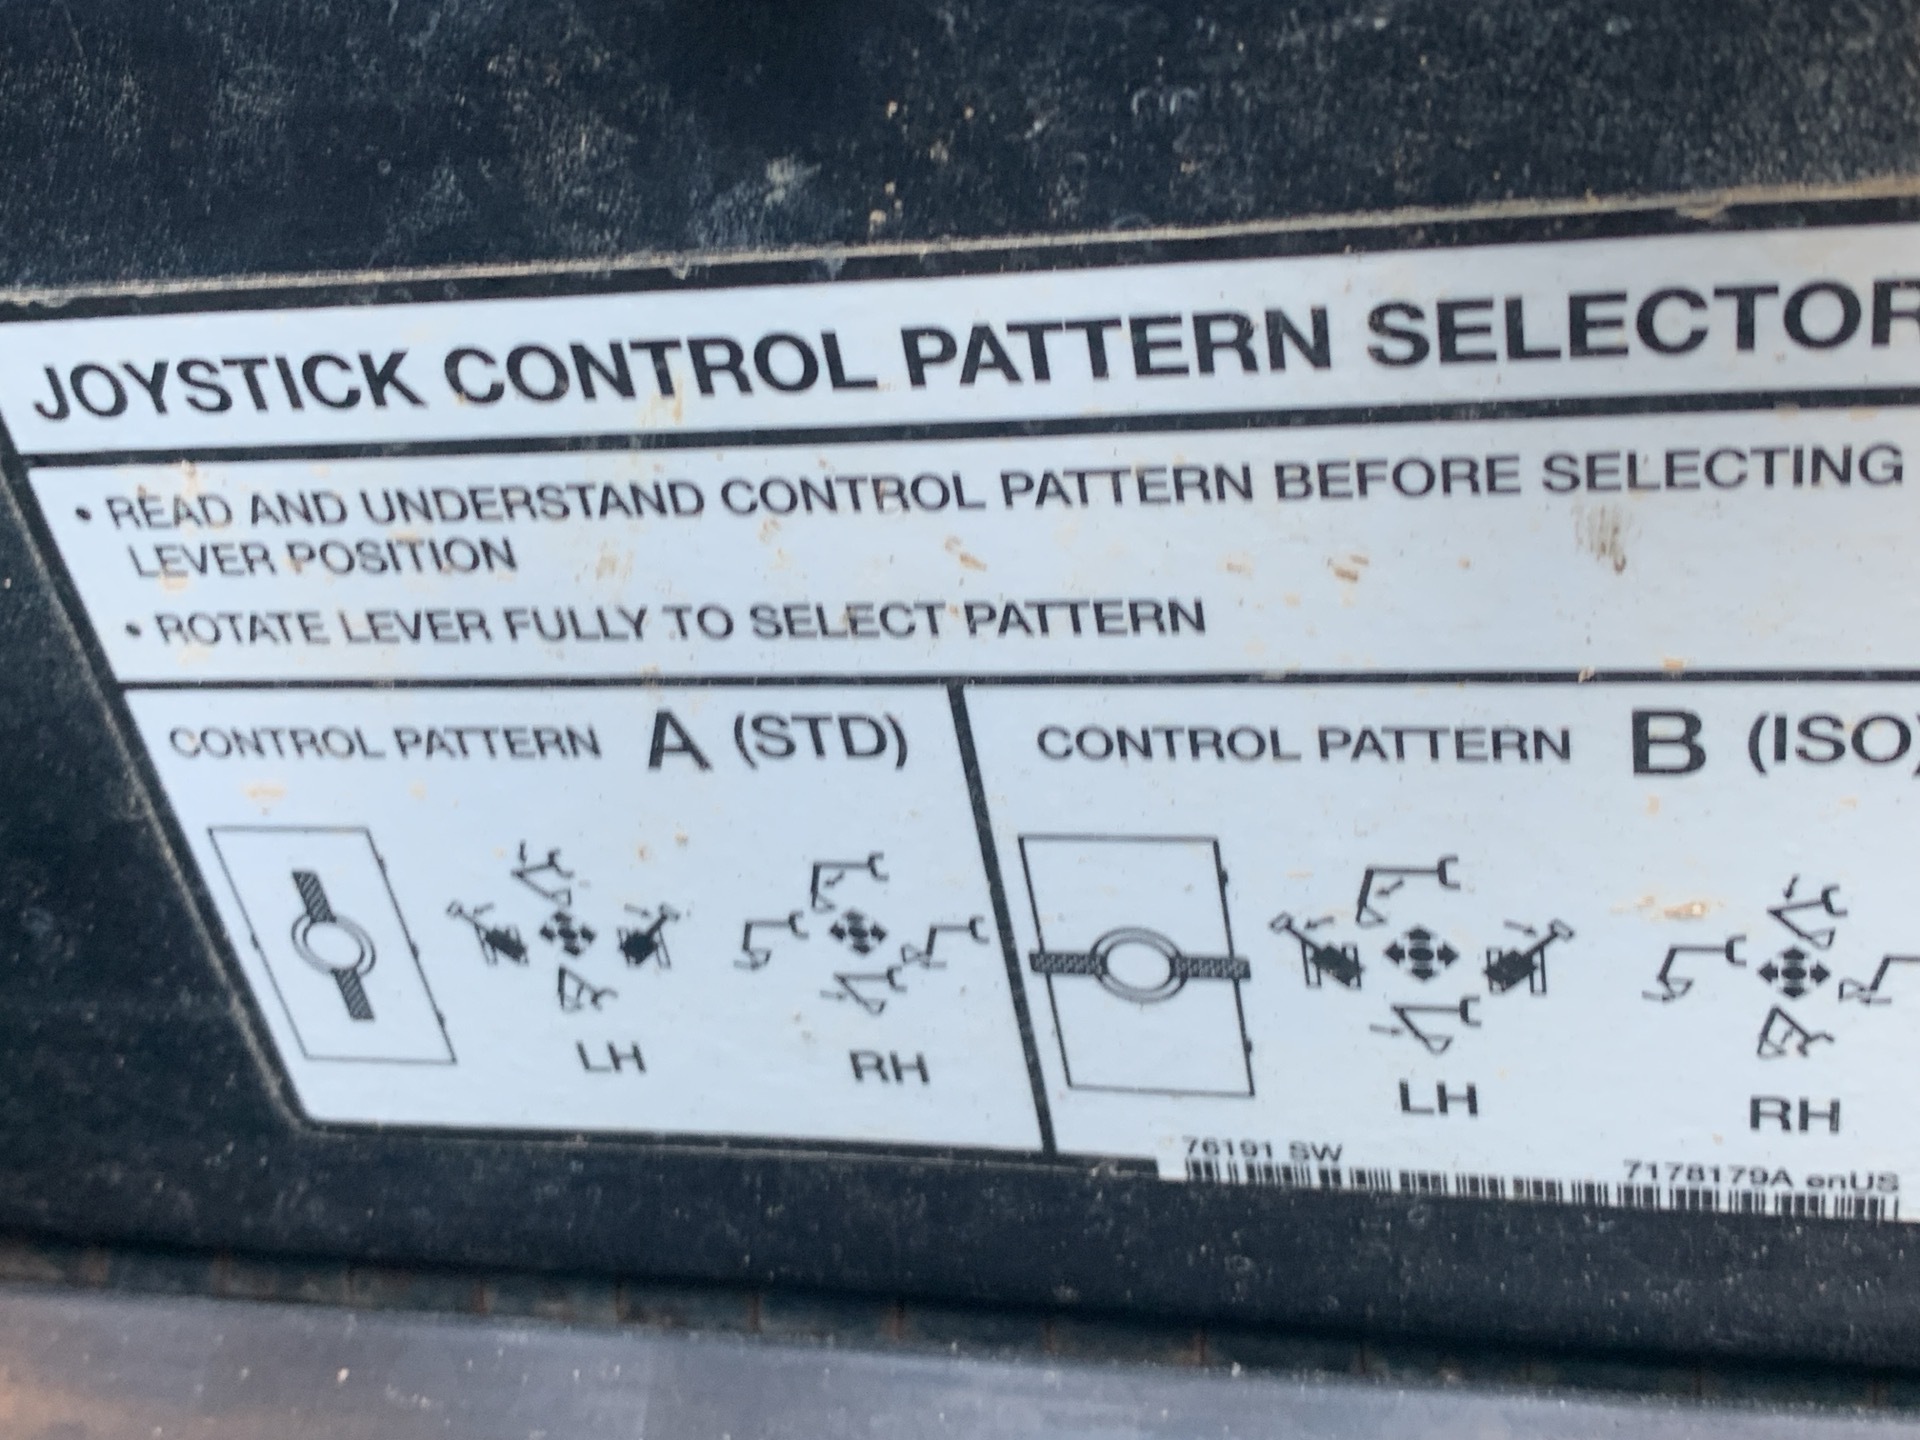 JOYSTICK CONTROL PATTERN SELECTOR
• READ AND UNDERSTAND CONTROL PATTERN BEFORE SELECTING
LEVER POSITION
• ROTATE LEVER FULLY TO SELECT PATTERN
CONTROL PATTERN A (STD)
LH RH
CONTROL PATTERN B (ISO)
LH RH
76191 SW
7178179A enUS